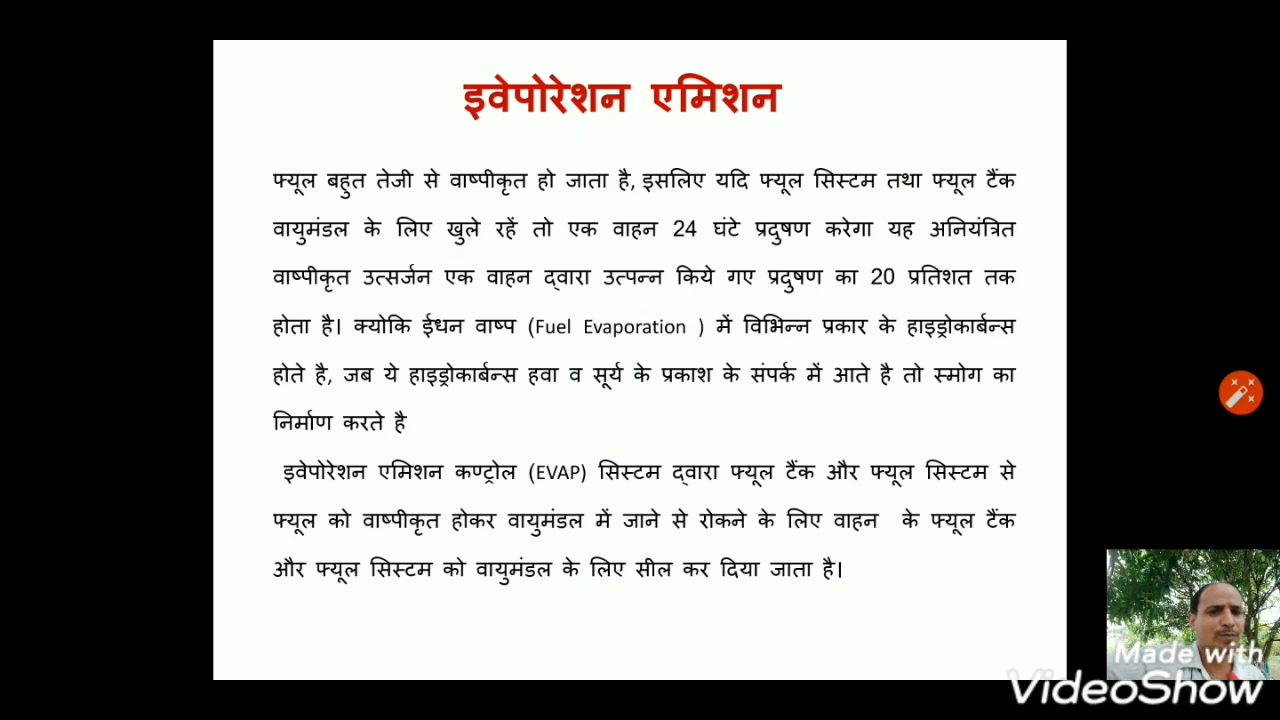 इवेपोरेशन एमिशन
फ्यूल बहुत तेजी से वाष्पीकृत हो जाता है, इसलिए यदि फ्यूल सिस्टम तथा फ्यूल टैंक
वायुमंडल के लिए खुले रहें तो एक वाहन 24 घंटे प्रदुषण करेगा यह अनियंत्रित
वाष्पीकृत उत्सर्जन एक वाहन द्वारा उत्पन्न किये गए प्रदुषण का 20 प्रतिशत तक
होता है। क्योकि ईधन वाष्प (Fuel Evaporation ) में विभिन्न प्रकार के हाइड्रोकार्बन्स
होते है, जब ये हाइड्रोकार्बन्स हवा व सूर्य के प्रकाश के संपर्क में आते है तो स्मोग का
निर्माण करते है
इवेपोरेशन एमिशन कण्ट्रोल (EVAP) सिस्टम द्वारा फ्यूल टैंक और फ्यूल सिस्टम से
फ्यूल को वाष्पीकृत होकर वायुमंडल में जाने से रोकने के लिए वाहन के फ्यूल टैंक
और फ्यूल सिस्टम को वायुमंडल के लिए सील कर दिया जाता है।
Made with
VideoShow